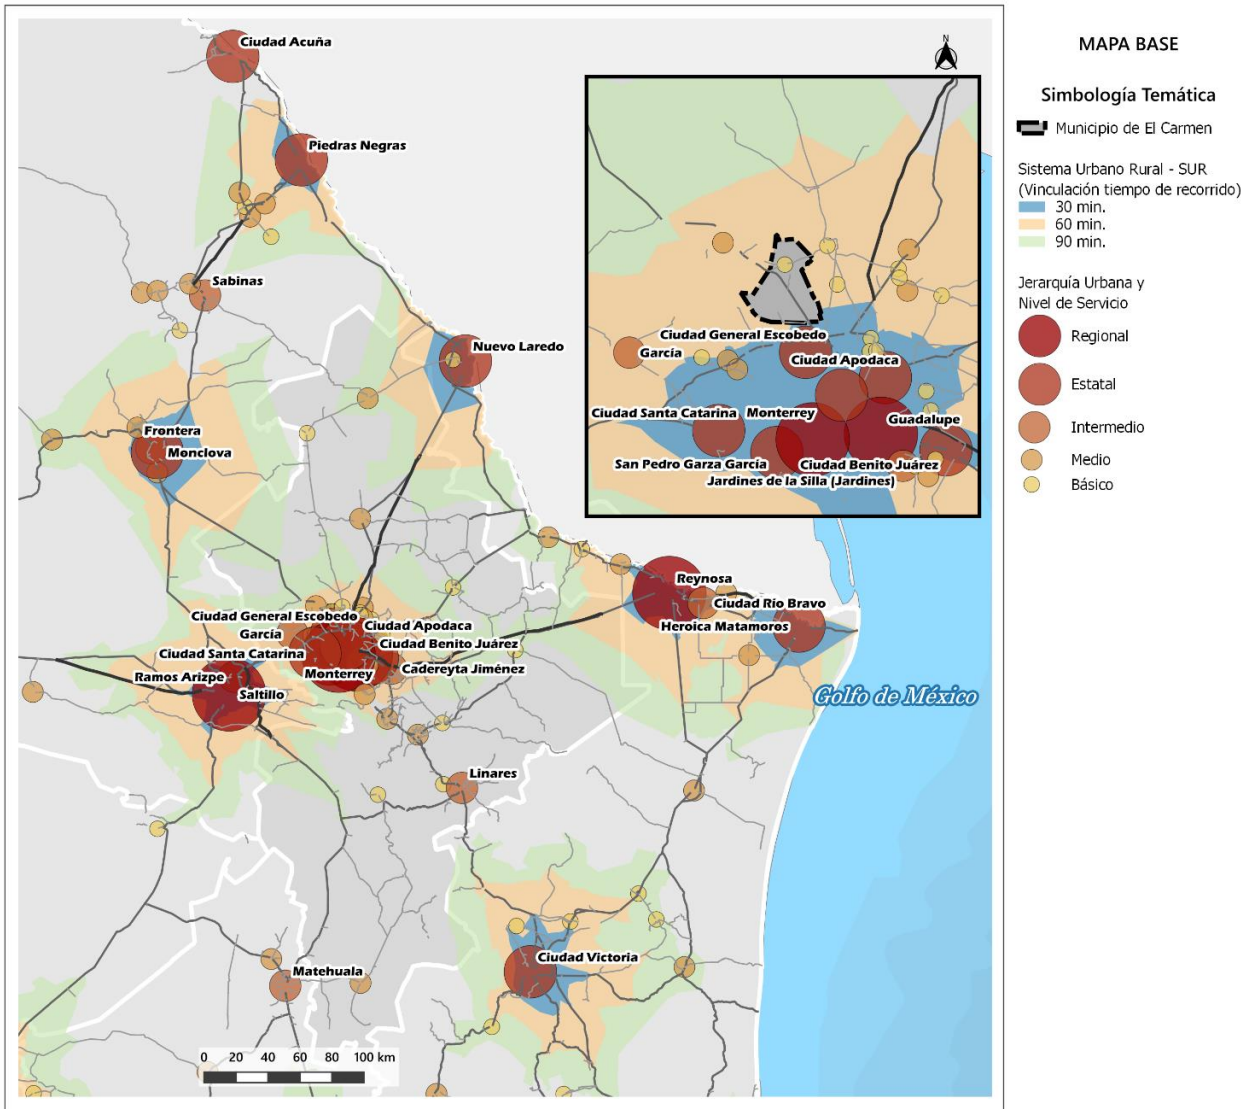 MAPA BASE
Simbología Temática
Municipio de El Carmen
Sistema Urbano Rural - SUR
(Vinculación tiempo de recorrido)
30 min.
60 min.
90 min.
Jerarquía Urbana y
Nivel de Servicio
Regional
Estatal
Intermedio
Medio
Básico
N
Ciudad General Escobedo
García
Ciudad Apodaca
Ciudad Santa Catarina
Monterrey
Guadalupe
San Pedro Garza García
Ciudad Benito Juárez
Jardines de la Silla (Jardines)
Ciudad Acuña
Piedras Negras
Sabinas
Nuevo Laredo
Frontera
Monclova
Reynosa
Ciudad Río Bravo
Heroica Matamoros
Ciudad General Escobedo
Ciudad Apodaca
García
Ciudad Benito Juárez
Ciudad Santa Catarina
Cadereyta Jiménez
Ramos Arizpe
Monterrey
Saltillo
Golfo de México
Linares
Ciudad Victoria
Matehuala
0 20 40 60 80 100 km